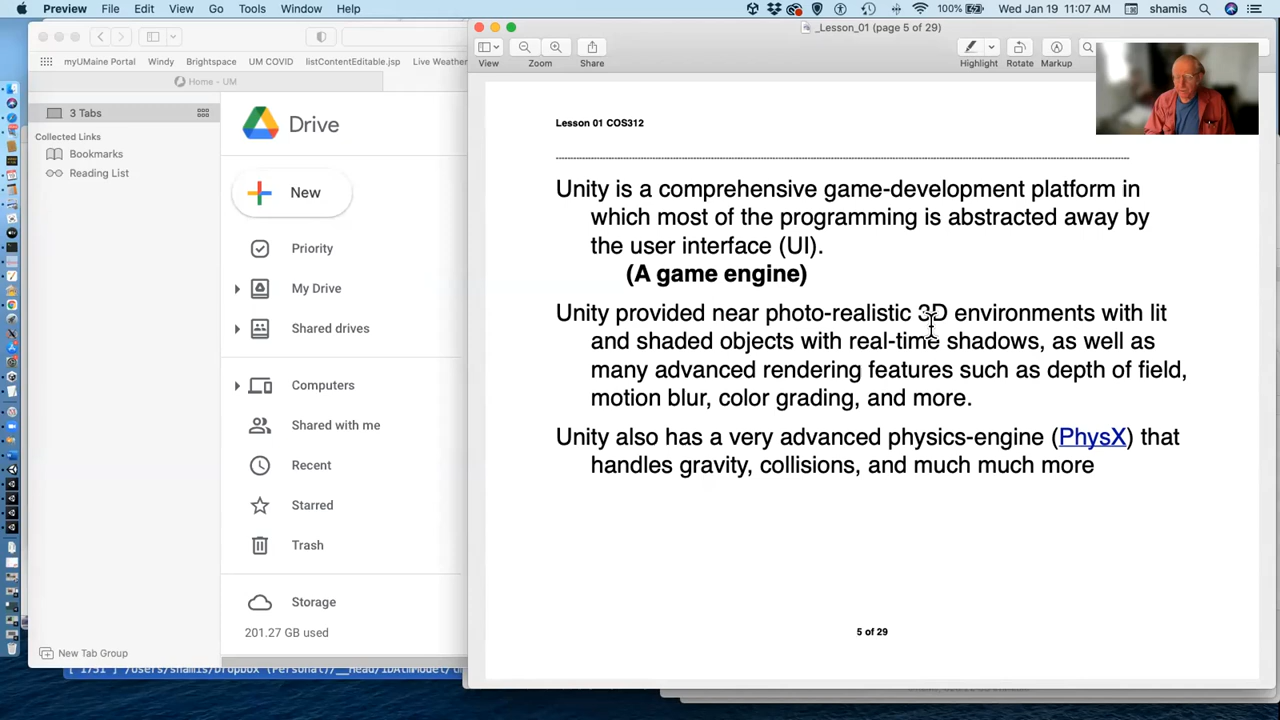 Preview File Edit View Go Tools Window Help
100% Wed Jan 19 11:07 AM shamis
_Lesson_01 (page 5 of 29)
View Zoom Share Highlight Rotate Markup
myUMaine Portal Windy Brightspace UM COVID listContentEditable.jsp
Home - UM
3 Tabs
Collected Links
Bookmarks
Reading List
New Tab Group
Drive
New
Priority
My Drive
Shared drives
Computers
Shared with me
Recent
Starred
Trash
Storage
201.27 GB used
Lesson 01 COS312
Unity is a comprehensive game-development platform in
which most of the programming is abstracted away by
the user interface (UI).
(A game engine)
Unity provided near photo-realistic 3D environments with lit
and shaded objects with real-time shadows, as well as
many advanced rendering features such as depth of field,
motion blur, color grading, and more.
Unity also has a very advanced physics-engine (PhysX) that
handles gravity, collisions, and much much more
5 of 29